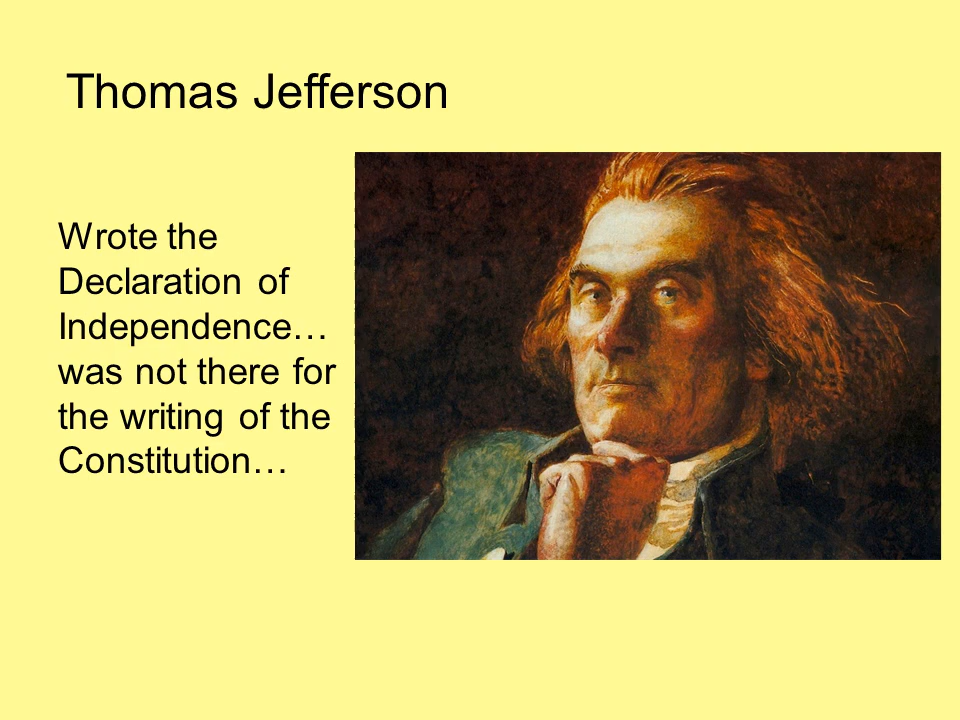 Thomas Jefferson
Wrote the
Declaration of
Independence…
was not there for
the writing of the
Constitution…